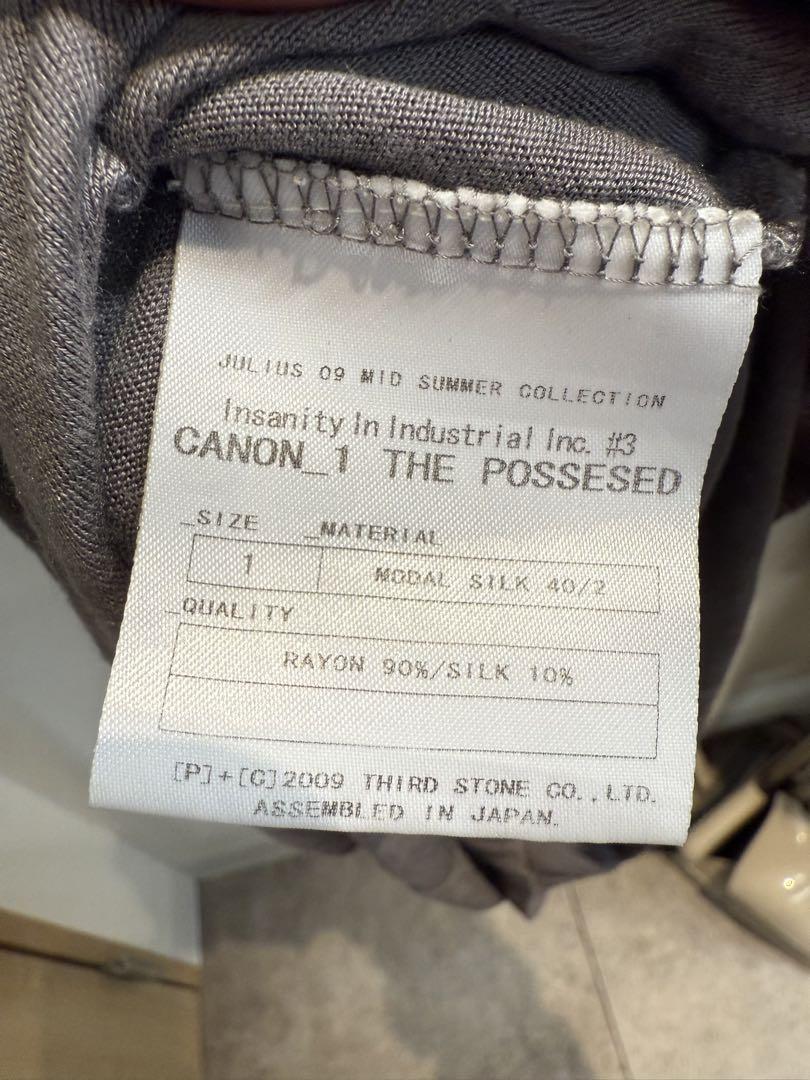 JULIUS 09 MID SUMMER COLLECTION
Insanity In Industrial Inc. #3
CANON_1 THE POSSESED
_SIZE _MATERIAL
1 MODAL SILK 40/2
_QUALITY
RAYON 90%/SILK 10%
[P]+[C]2009 THIRD STONE CO.,LTD.
ASSEMBLED IN JAPAN.